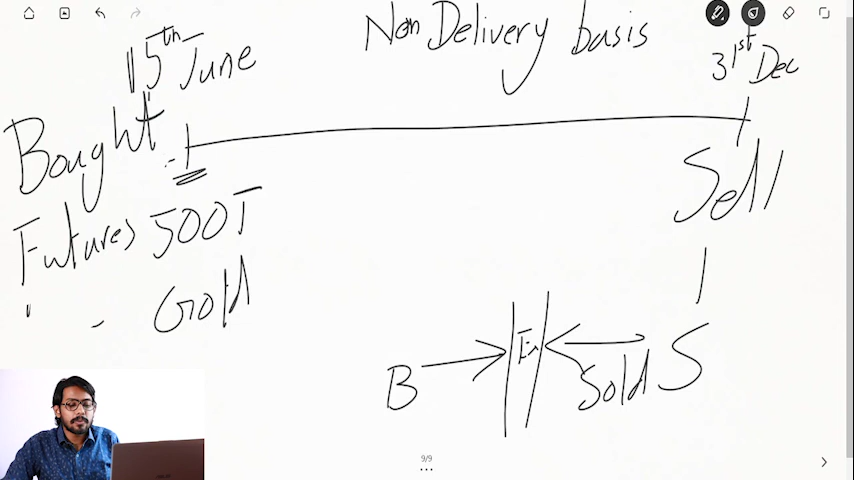 Non Delivery basis
15th June
31st Dec
Bought
Sell
Futures 500T
Gold
B
Ex
Sold S
9/9